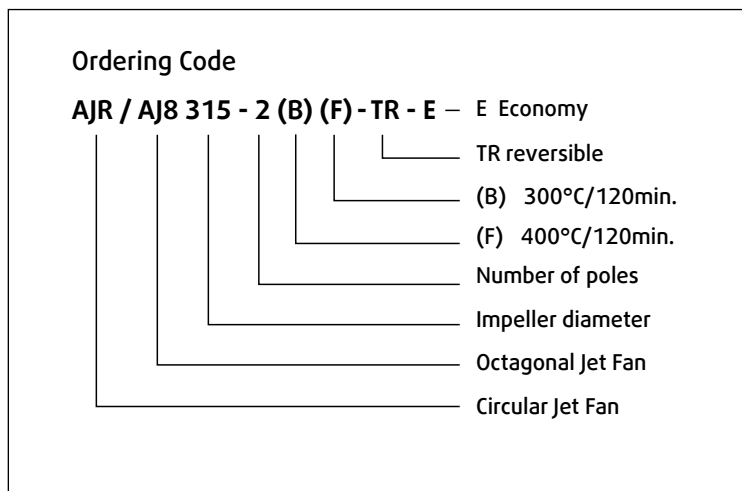 Ordering Code
AJR / AJ8 315 - 2 (B) (F) - TR - E – E Economy
TR reversible
(B) 300°C/120min.
(F) 400°C/120min.
Number of poles
Impeller diameter
Octagonal Jet Fan
Circular Jet Fan